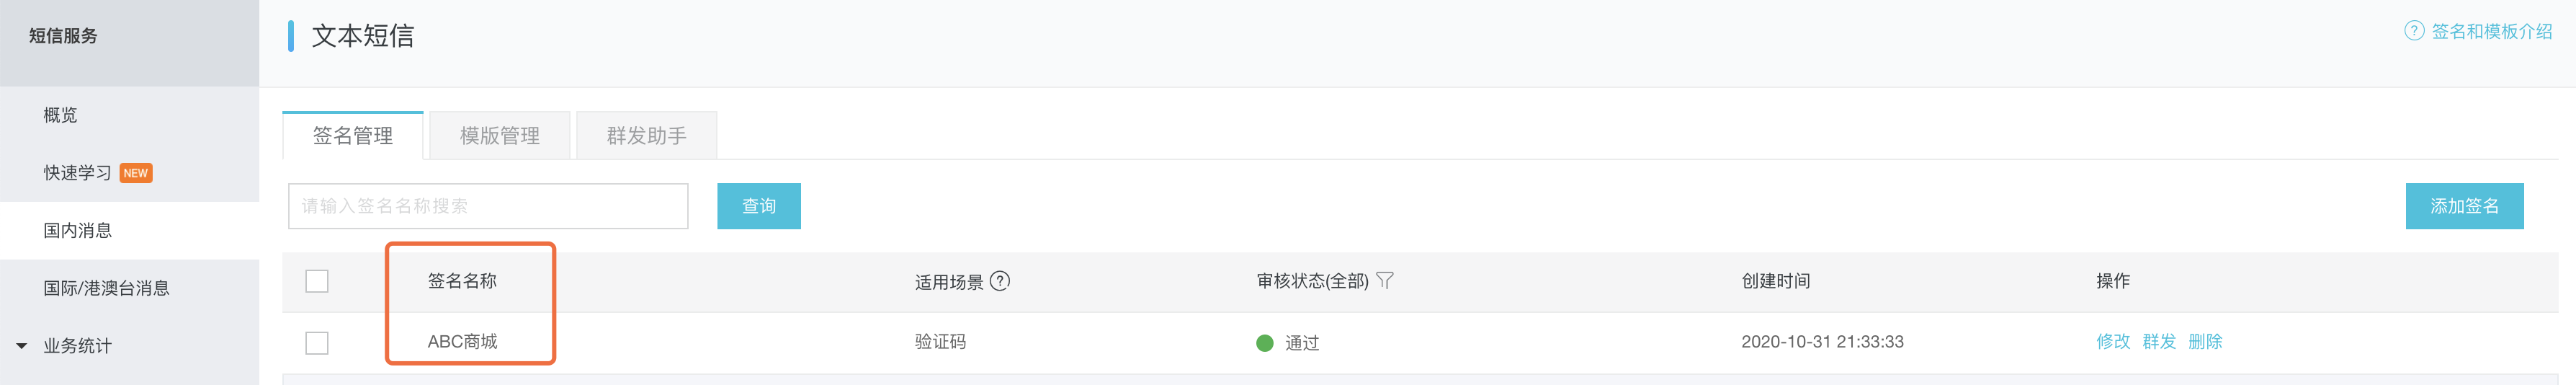 短信服务
文本短信
? 签名和模板介绍
概览
快速学习 NEW
国内消息
国际/港澳台消息
业务统计
签名管理 模版管理 群发助手
请输入签名名称搜索 查询 添加签名
签名名称 适用场景 ? 审核状态(全部) 创建时间 操作
ABC商城 验证码 通过 2020-10-31 21:33:33 修改 群发 删除